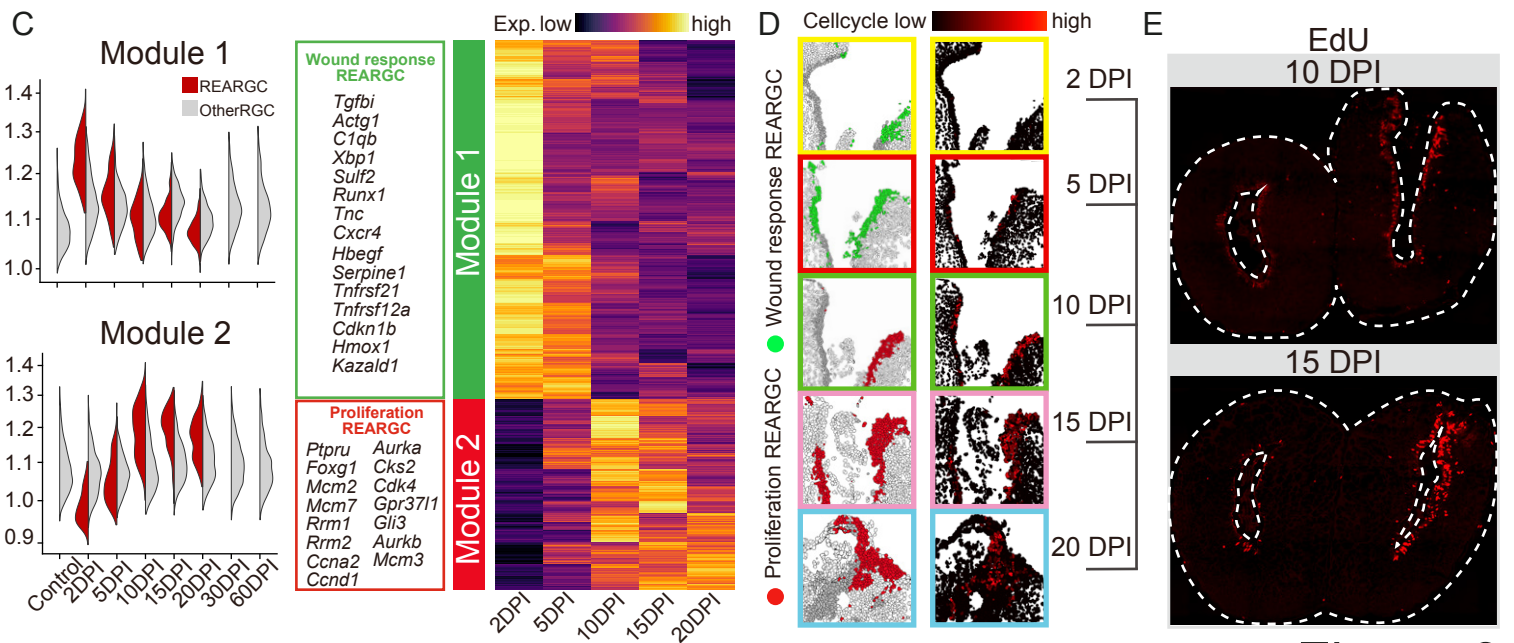 C
Module 1
REARGC
OtherRGC
1.4
1.3
1.2
1.1
1.0
Module 2
1.4
1.3
1.2
1.1
1.0
0.9
Control
2DPI
5DPI
10DPI
15DPI
20DPI
30DPI
60DPI
Wound response
REARGC
Tgfbi
Actg1
C1qb
Xbp1
Sulf2
Runx1
Tnc
Cxcr4
Hbegf
Serpine1
Tnfrsf21
Tnfrsf12a
Cdkn1b
Hmox1
Kazald1
Proliferation
REARGC
Ptpru Aurka
Foxg1 Cks2
Mcm2 Cdk4
Mcm7 Gpr37l1
Rrm1 Gli3
Rrm2 Aurkb
Ccna2 Mcm3
Ccnd1
Exp. low high
Module 1
Module 2
2DPI
5DPI
10DPI
15DPI
20DPI
D
Cellcycle low high
Wound response REARGC
Proliferation REARGC
2 DPI
5 DPI
10 DPI
15 DPI
20 DPI
E
EdU
10 DPI
15 DPI